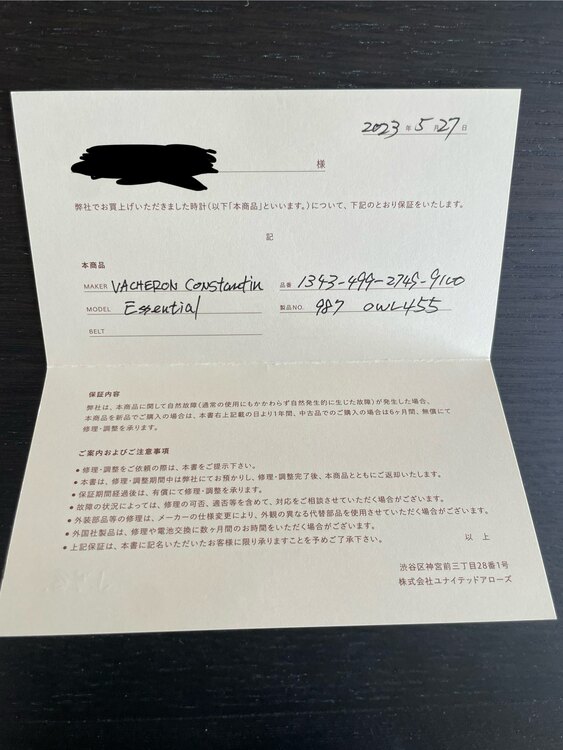 2023年5月27日
様
弊社でお買上げいただきました時計(以下「本商品」といいます。)について、下記のとおり保証をいたします。
記
本商品
MAKER VACHERON Constantin 品番 1343-499-2745-9100
MODEL Essential 製品NO. 987 OWL455
BELT
保証内容
弊社は、本商品に関して自然故障(通常の使用にもかかわらず自然発生的に生じた故障)が発生した場合、
本商品を新品でご購入の場合は、本書右上記載の日より1年間、中古品でのご購入の場合は6ヶ月間、無償にて
修理・調整を承ります。
ご案内およびご注意事項
● 修理・調整をご依頼の際は、本書をご提示下さい。
● 本書は、修理・調整期間中は弊社にてお預かりし、修理・調整完了後、本商品とともにご返却いたします。
● 保証期間経過後は、有償にて修理・調整を承ります。
● 故障の状況によっては、修理の可否、適否等を含めて、対応をご相談させていただく場合がございます。
● 外装部品等の修理は、メーカーの仕様変更により、外観の異なる代替部品を使用させていただく場合がございます。
● 外国社製品は、修理や電池交換に数ヶ月間のお時間をいただく場合がございます。
● 上記保証は、本書に記名いただいたお客様に限り承りますことを予めご了承下さい。
以上
渋谷区神宮前三丁目28番1号
株式会社ユナイテッドアローズ